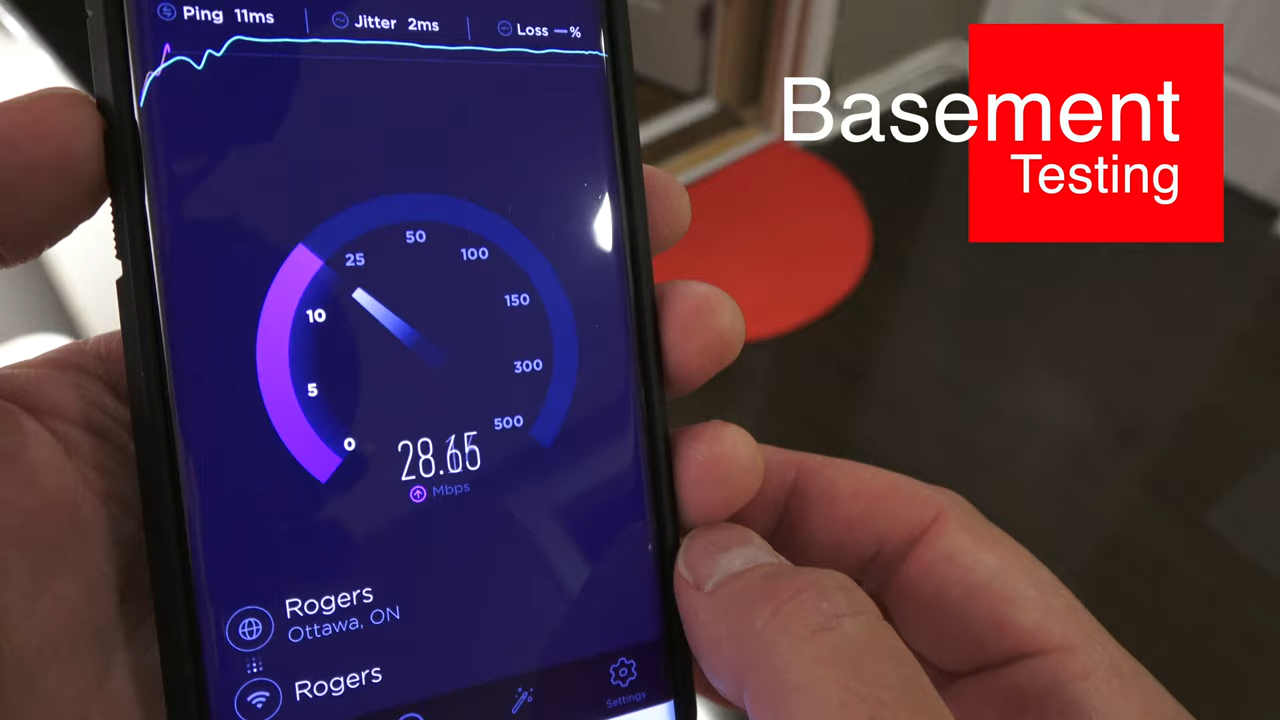 Ping 11ms Jitter 2ms Loss —%
Basement
Testing
50
25
100
10
150
5
300
0
500
28.65
Mbps
Rogers
Ottawa, ON
Rogers
Settings